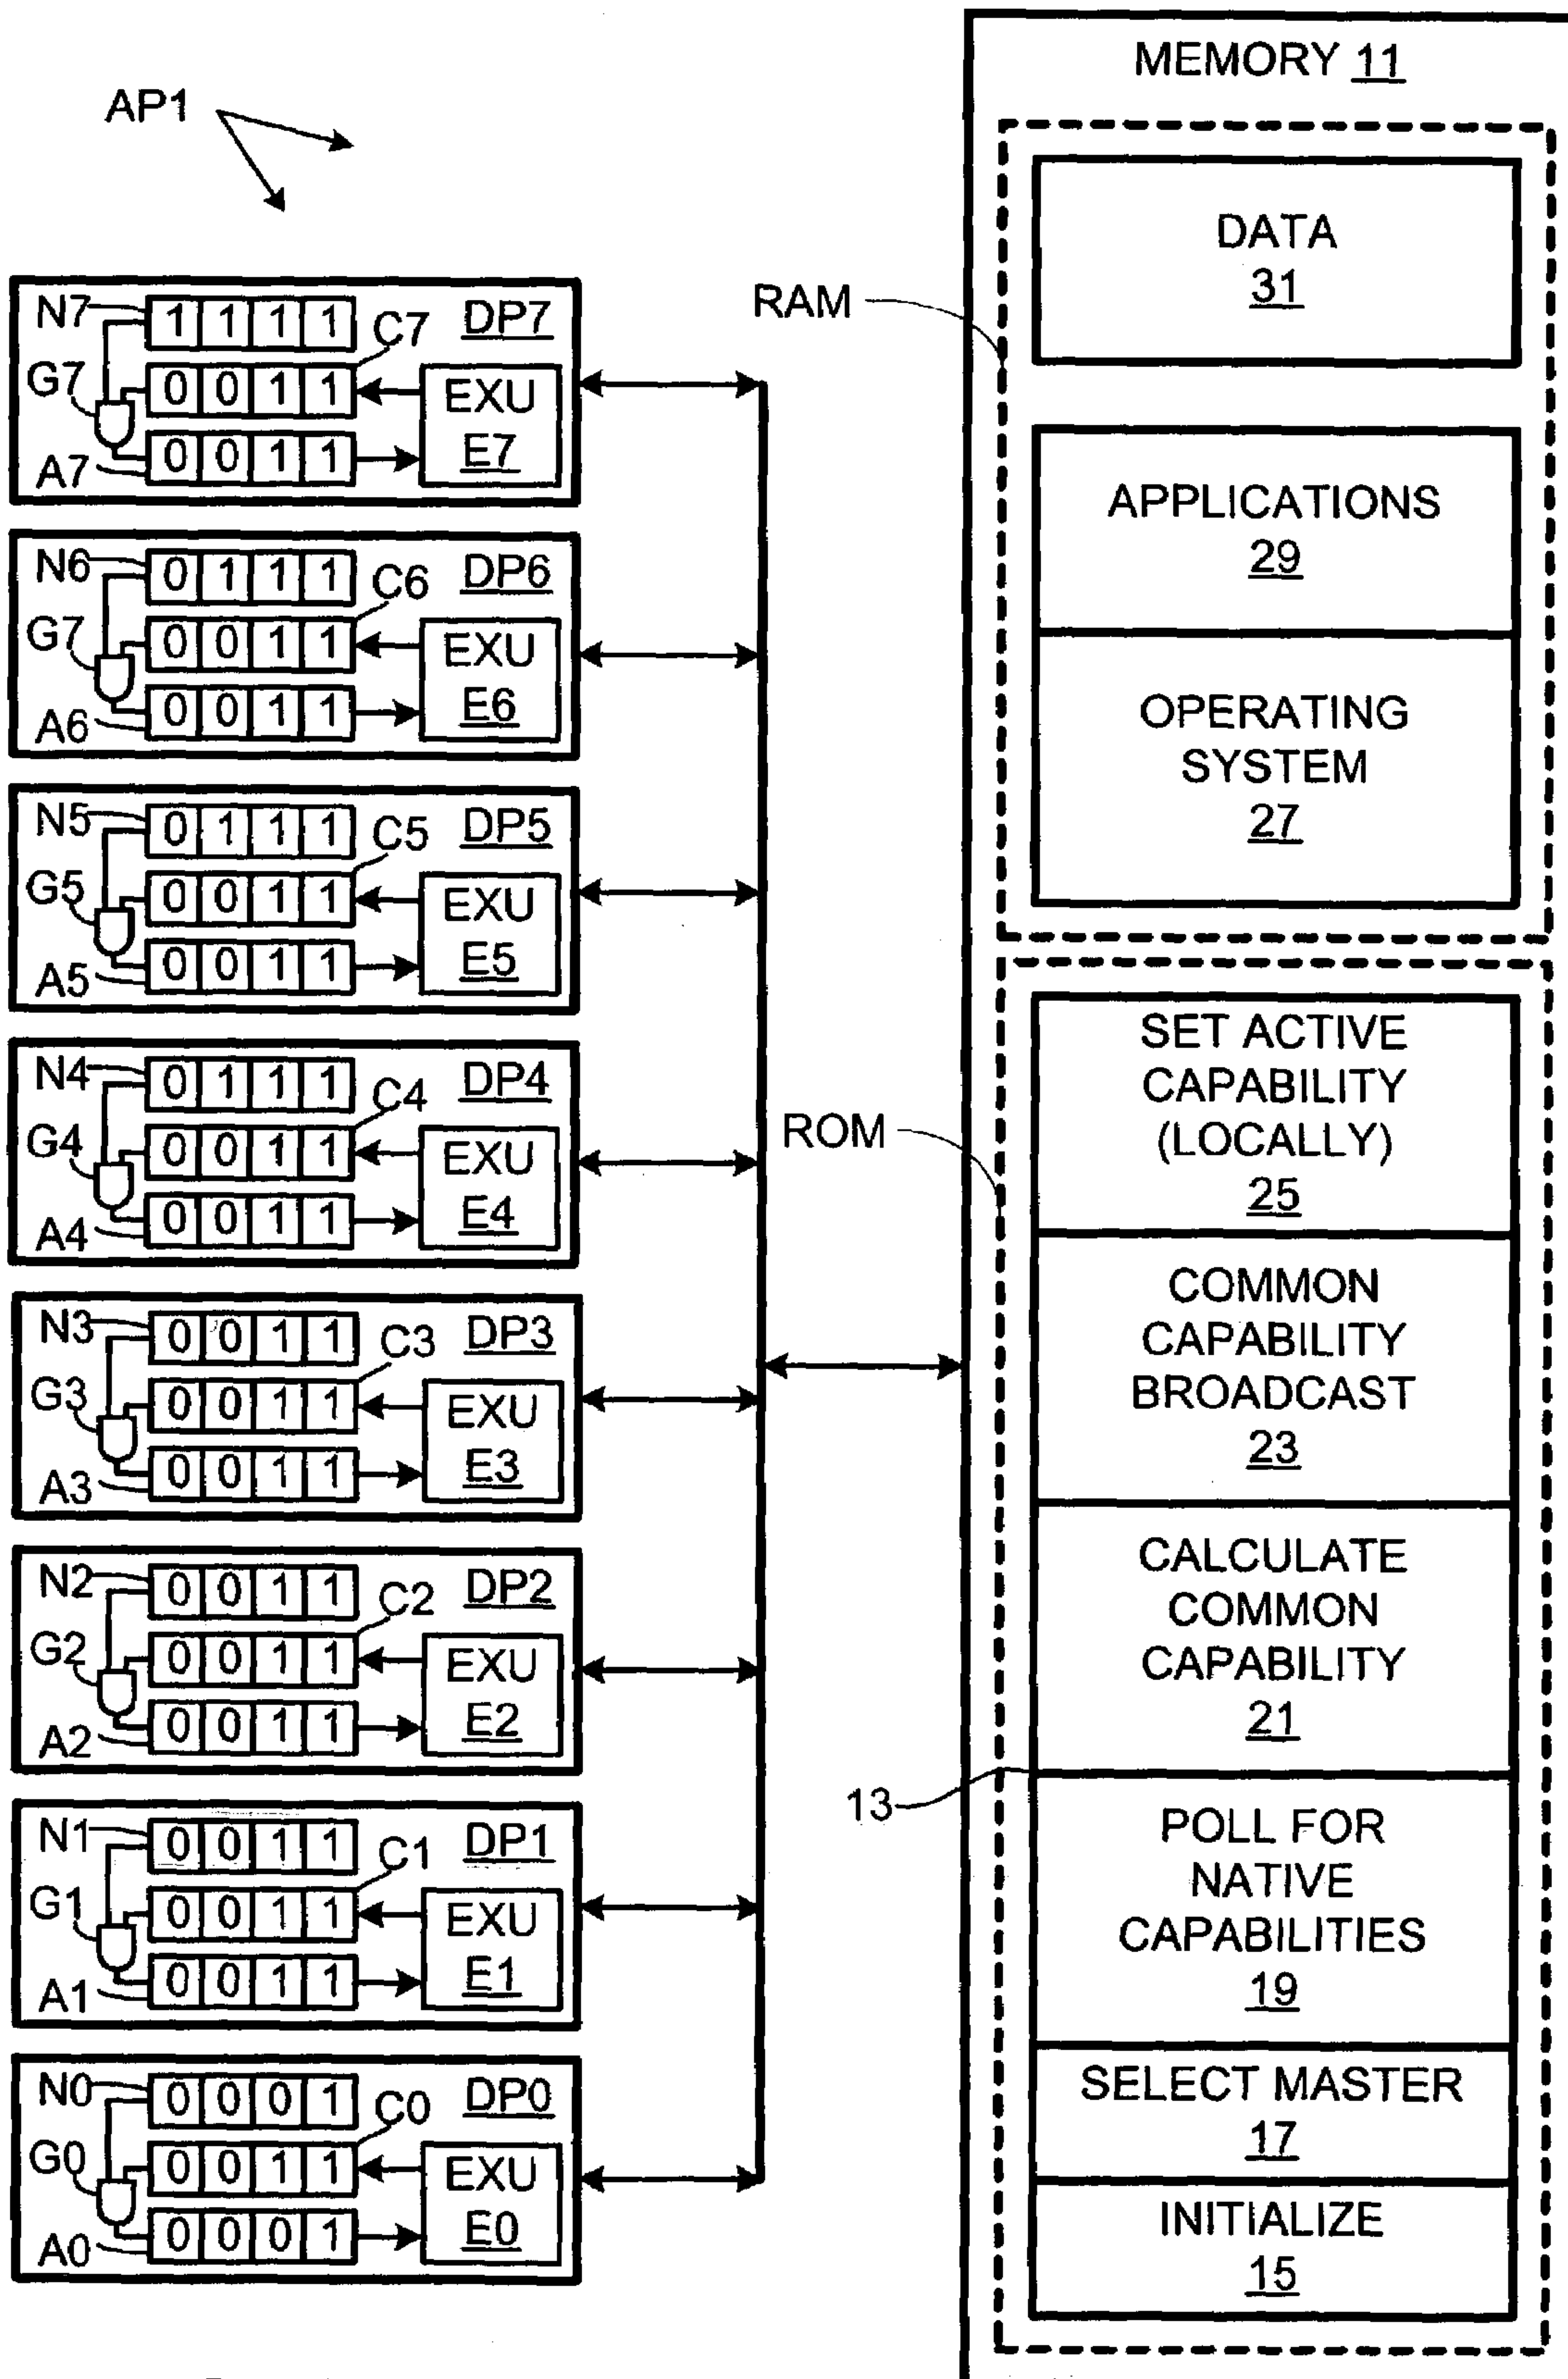 AP1
N7 1 1 1 1 DP7
C7
G7 0 0 1 1 EXU
A7 0 0 1 1 E7
N6 0 1 1 1 DP6
C6
G7 0 0 1 1 EXU
A6 0 0 1 1 E6
N5 0 1 1 1 DP5
C5
G5 0 0 1 1 EXU
A5 0 0 1 1 E5
N4 0 1 1 1 DP4
C4
G4 0 0 1 1 EXU
A4 0 0 1 1 E4
N3 0 0 1 1 DP3
C3
G3 0 0 1 1 EXU
A3 0 0 1 1 E3
N2 0 0 1 1 DP2
C2
G2 0 0 1 1 EXU
A2 0 0 1 1 E2
N1 0 0 1 1 DP1
C1
G1 0 0 1 1 EXU
A1 0 0 1 1 E1
N0 0 0 0 1 DP0
C0
G0 0 0 1 1 EXU
A0 0 0 0 1 E0
MEMORY 11
RAM
DATA
31
APPLICATIONS
29
OPERATING
SYSTEM
27
ROM
SET ACTIVE
CAPABILITY
(LOCALLY)
25
COMMON
CAPABILITY
BROADCAST
23
CALCULATE
COMMON
CAPABILITY
21
13
POLL FOR
NATIVE
CAPABILITIES
19
SELECT MASTER
17
INITIALIZE
15